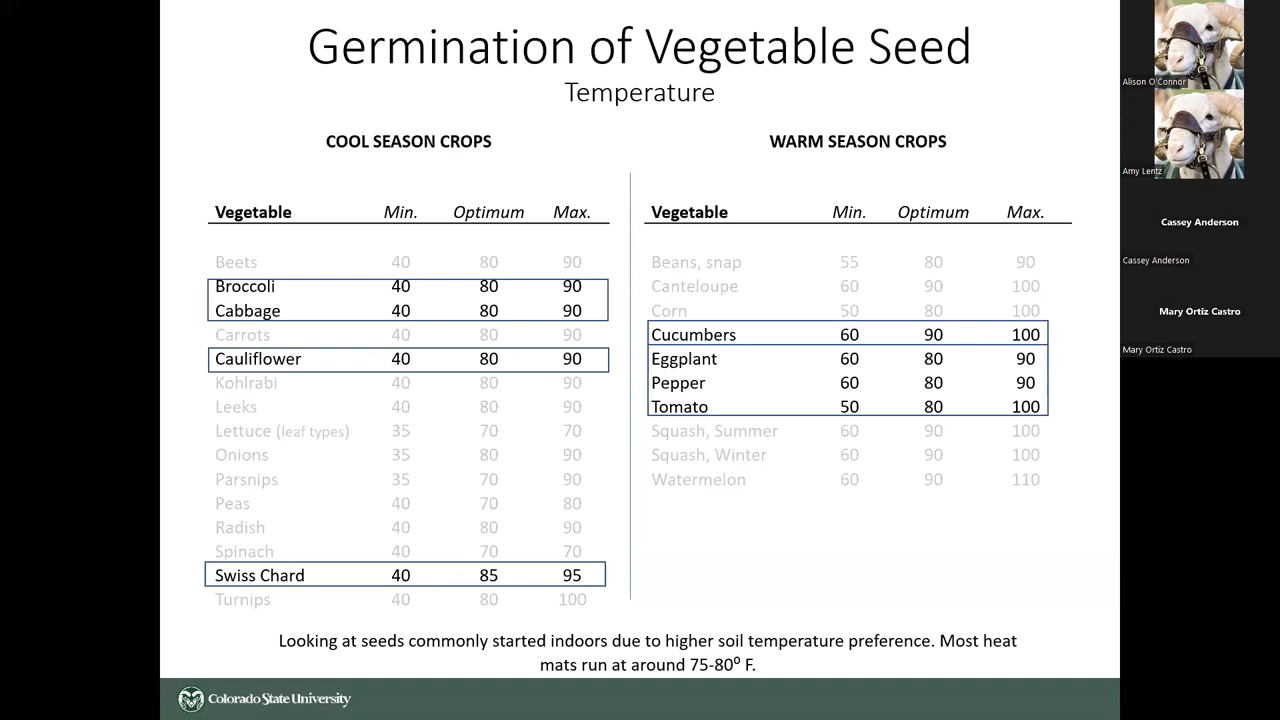 Germination of Vegetable Seed
Temperature
COOL SEASON CROPS
Vegetable Min. Optimum Max.
Beets 40 80 90
Broccoli 40 80 90
Cabbage 40 80 90
Carrots 40 80 90
Cauliflower 40 80 90
Kohlrabi 40 80 90
Leeks 40 80 90
Lettuce (leaf types) 35 70 70
Onions 35 80 90
Parsnips 35 70 90
Peas 40 70 80
Radish 40 80 90
Spinach 40 70 70
Swiss Chard 40 85 95
Turnips 40 80 100
WARM SEASON CROPS
Vegetable Min. Optimum Max.
Beans, snap 55 80 90
Canteloupe 60 90 100
Corn 50 80 100
Cucumbers 60 90 100
Eggplant 60 80 90
Pepper 60 80 90
Tomato 50 80 100
Squash, Summer 60 90 100
Squash, Winter 60 90 100
Watermelon 60 90 110
Looking at seeds commonly started indoors due to higher soil temperature preference. Most heat
mats run at around 75-80⁰ F.
Colorado State University
Alison O'Connor
Amy Lentz
Cassey Anderson
Cassey Anderson
Mary Ortiz Castro
Mary Ortiz Castro